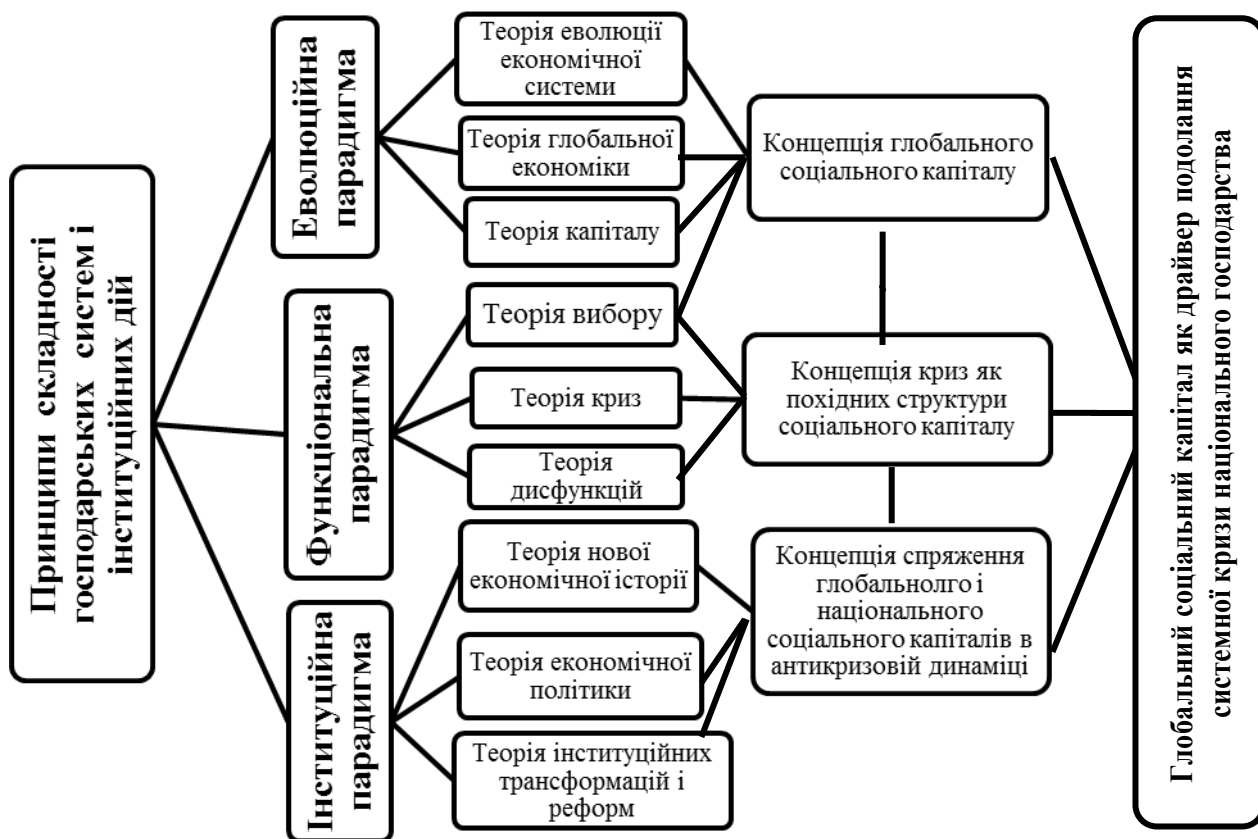 Принципи складності
господарських систем і
інституційних дій
Еволюційна
парадигма
Функціональна
парадигма
Інституційна
парадигма
Теорія еволюції
економічної
системи
Теорія глобальної
економіки
Теорія капіталу
Теорія вибору
Теорія криз
Теорія
дисфункцій
Теорія нової
економічної історії
Теорія економічної
політики
Теорія інституційних
трансформацій і
реформ
Концепція глобального
соціального капіталу
Концепція криз як
похідних структури
соціального капіталу
Концепція спряження
глобальнолго і
національного
соціального капіталів в
антикризовій динаміці
Глобальний соціальний капітал як драйвер подолання
системної кризи національного господарства